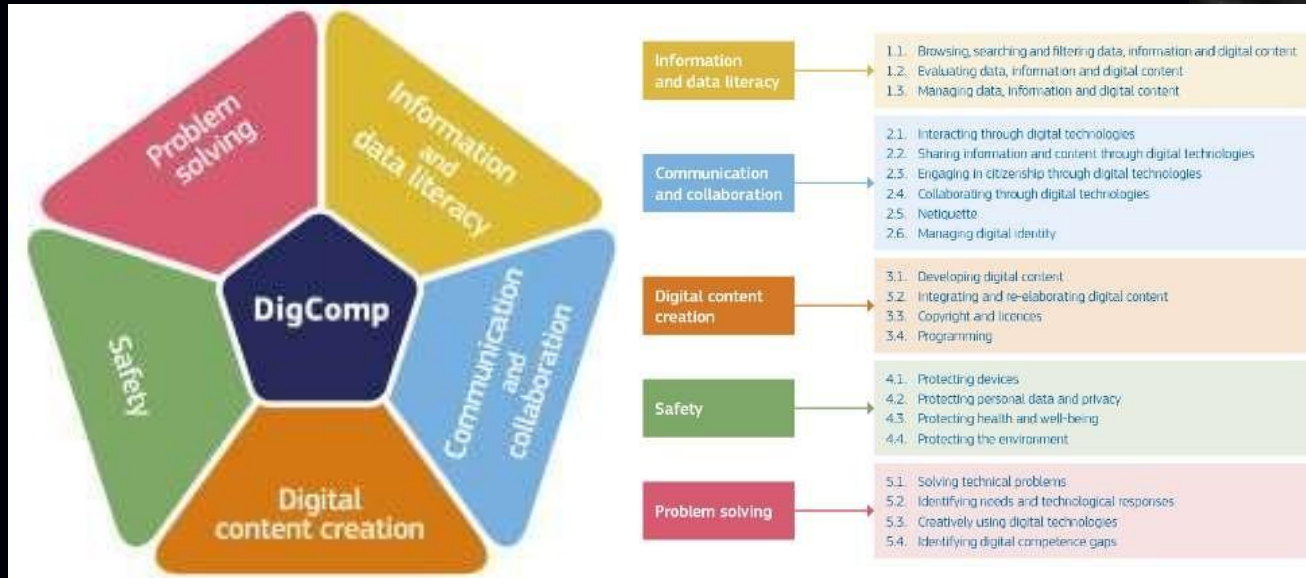 Problem
solving
Information
and
data literacy
Safety
DigComp
Communication
and
collaboration
Digital
content creation
Information
and data literacy
1.1. Browsing, searching and filtering data, information and digital content
1.2. Evaluating data, information and digital content
1.3. Managing data, information and digital content
Communication
and collaboration
2.1. Interacting through digital technologies
2.2. Sharing information and content through digital technologies
2.3. Engaging in citizenship through digital technologies
2.4. Collaborating through digital technologies
2.5. Netiquette
2.6. Managing digital identity
Digital content
creation
3.1. Developing digital content
3.2. Integrating and re-elaborating digital content
3.3. Copyright and licences
3.4. Programming
Safety
4.1. Protecting devices
4.2. Protecting personal data and privacy
4.3. Protecting health and well-being
4.4. Protecting the environment
Problem solving
5.1. Solving technical problems
5.2. Identifying needs and technological responses
5.3. Creatively using digital technologies
5.4. Identifying digital competence gaps